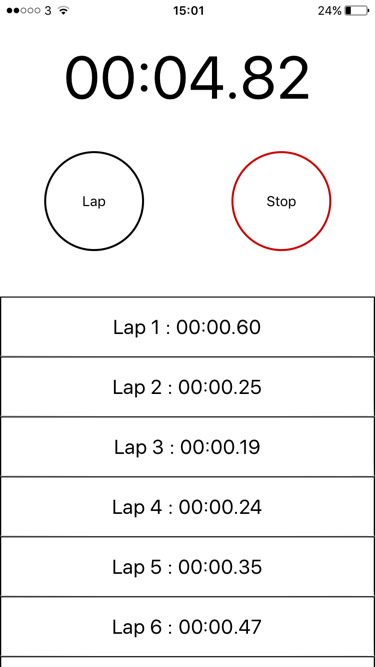 3 15:01 24%
00:04.82
Lap Stop
Lap 1 : 00:00.60
Lap 2 : 00:00.25
Lap 3 : 00:00.19
Lap 4 : 00:00.24
Lap 5 : 00:00.35
Lap 6 : 00:00.47